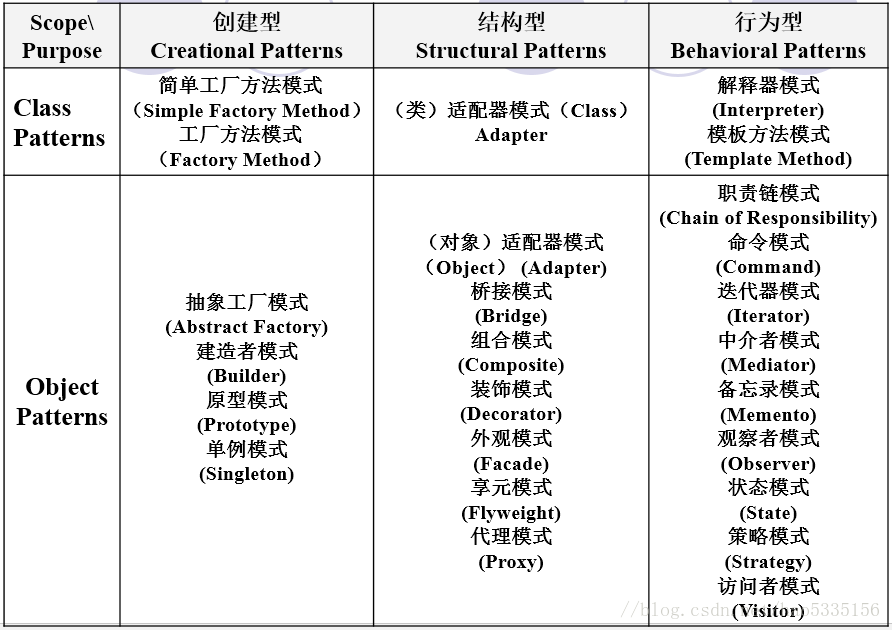 Scope\
Purpose
创建型
Creational Patterns
结构型
Structural Patterns
行为型
Behavioral Patterns
Class
Patterns
简单工厂方法模式
（Simple Factory Method）
工厂方法模式
（Factory Method）
（类）适配器模式（Class）
Adapter
解释器模式
(Interpreter)
模板方法模式
(Template Method)
Object
Patterns
抽象工厂模式
(Abstract Factory)
建造者模式
(Builder)
原型模式
(Prototype)
单例模式
(Singleton)
（对象）适配器模式
（Object） (Adapter)
桥接模式
(Bridge)
组合模式
(Composite)
装饰模式
(Decorator)
外观模式
(Facade)
享元模式
(Flyweight)
代理模式
(Proxy)
职责链模式
(Chain of Responsibility)
命令模式
(Command)
迭代器模式
(Iterator)
中介者模式
(Mediator)
备忘录模式
(Memento)
观察者模式
(Observer)
状态模式
(State)
策略模式
(Strategy)
访问者模式
(Visitor)